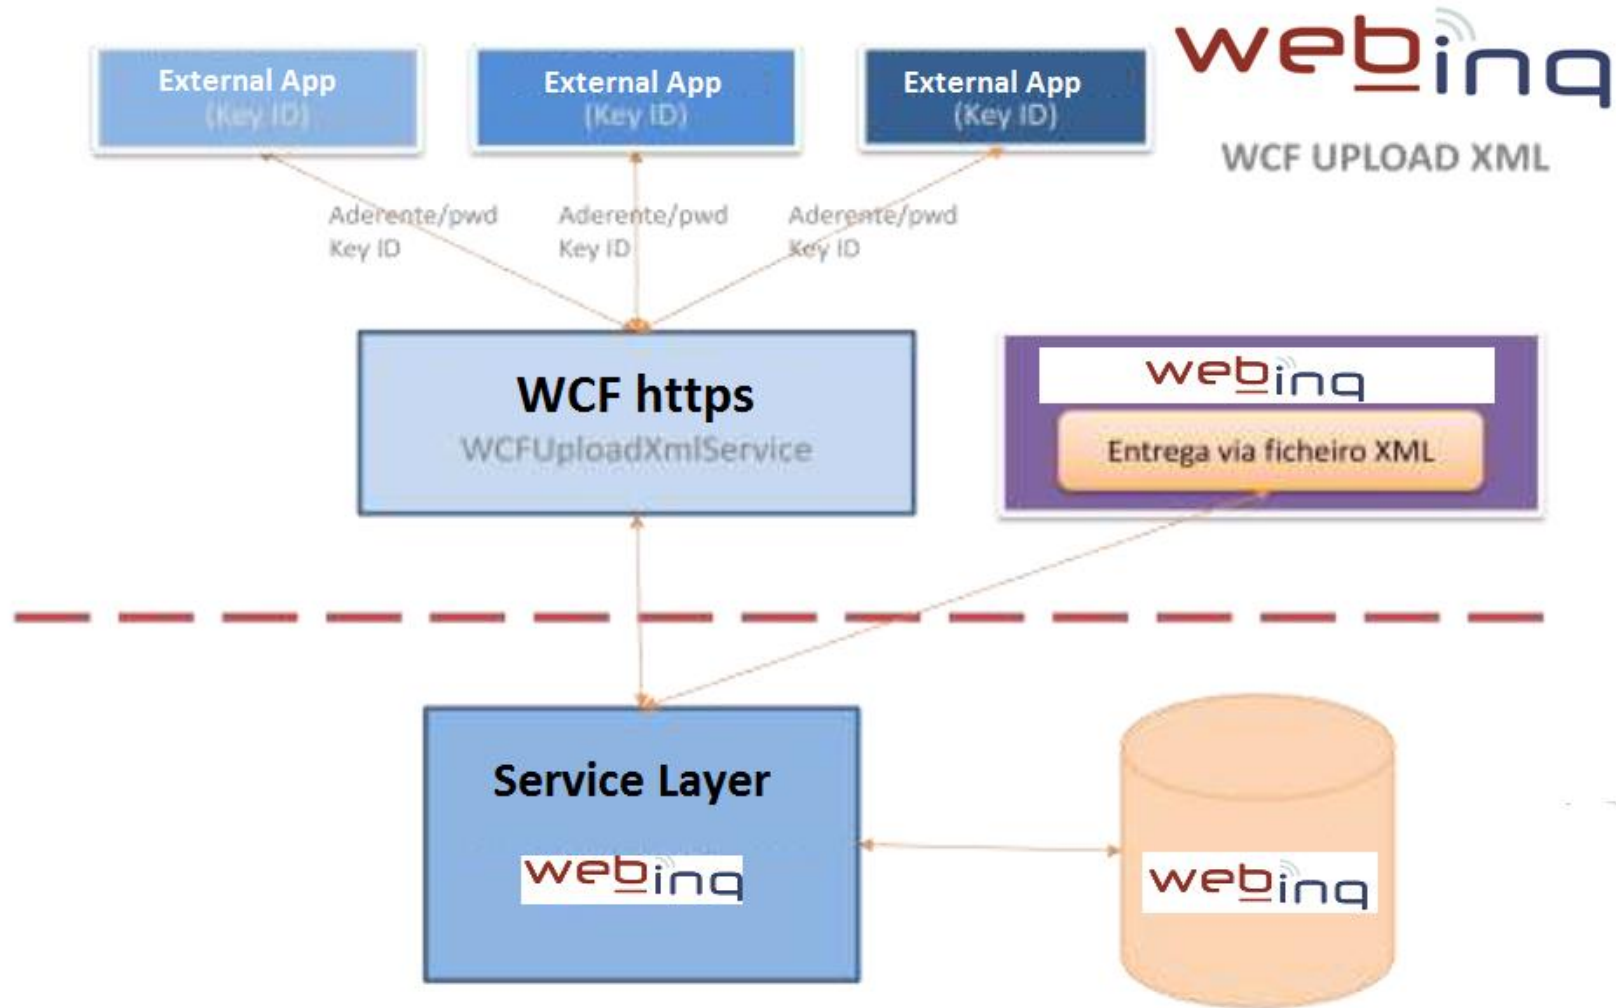 webinq
WCF UPLOAD XML
External App
(Key ID)
External App
(Key ID)
External App
(Key ID)
Aderente/pwd
Key ID
Aderente/pwd
Key ID
Aderente/pwd
Key ID
WCF https
WCFUploadXmlService
webinq
Entrega via ficheiro XML
Service Layer
webinq
webinq